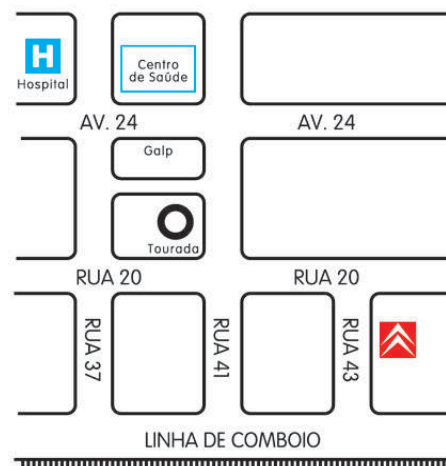 H
Hospital
Centro
de Saúde
AV. 24
AV. 24
Galp
Tourada
RUA 20
RUA 20
RUA 37
RUA 41
RUA 43
LINHA DE COMBOIO